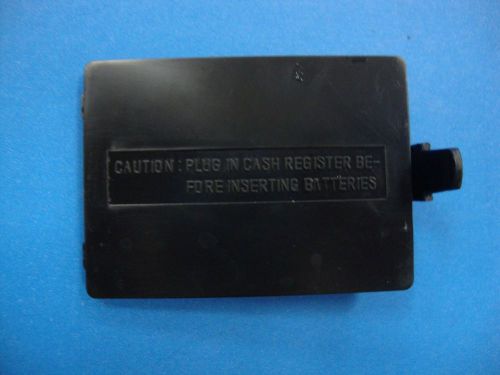 CAUTION: PLUG IN CASH REGISTER BE-
FORE INSERTING BATTERIES